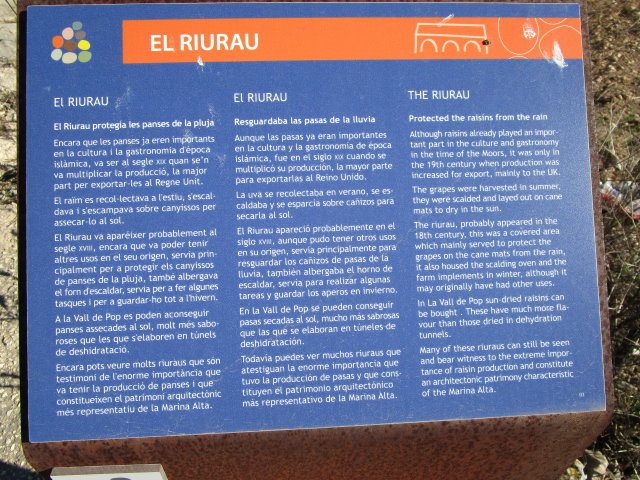 EL RIURAU
El RIURAU
El Riurau protegia les panses de la pluja
Encara que les panses ja eren importants
en la cultura i la gastronomia d'època
islàmica, va ser al segle XIX quan se'n
va multiplicar la producció, la major
part per exportar-les al Regne Unit.
El raïm es recol·lectava a l'estiu, s'escal-
dava i s'escampava sobre canyissos per
assecar-lo al sol.
El Riurau va aparéixer probablement al
segle XVIII, encara que va poder tenir
altres usos en el seu origen, servia prin-
cipalment per a protegir els canyissos
de panses de la pluja, també albergava
el forn d'escaldar, servia per a fer algunes
tasques i per a guardar-ho tot a l'hivern.
A la Vall de Pop es poden aconseguir
panses assecades al sol, molt més sabo-
roses que les que s'elaboren en túnels
de deshidratació.
Encara pots veure molts riuraus que són
testimoni de l'enorme importància que
va tenir la producció de panses i que
constitueixen el patrimoni arquitectònic
més representatiu de la Marina Alta.
El RIURAU
Resguardaba las pasas de la lluvia
Aunque las pasas ya eran importantes
en la cultura y la gastronomía de época
islámica, fue en el siglo XIX cuando se
multiplicó su producción, la mayor parte
para exportarlas al Reino Unido.
La uva se recolectaba en verano, se es-
caldaba y se esparcía sobre cañizos para
secarla al sol.
El Riurau apareció probablemente en el
siglo XVIII, aunque pudo tener otros usos
en su origen, servía principalmente para
resguardar los cañizos de pasas de la
lluvia, también albergaba el horno de
escaldar, servía para realizar algunas
tareas y guardar los aperos en invierno.
En la Vall de Pop se pueden conseguir
pasas secadas al sol, mucho más sabrosas
que las que se elaboran en túneles de
deshidratación.
Todavía puedes ver muchos riuraus que
atestiguan la enorme importancia que
tuvo la producción de pasas y que cons-
tituyen el patrimonio arquitectónico
más representativo de la Marina Alta.
THE RIURAU
Protected the raisins from the rain
Although raisins already played an impor-
tant part in the culture and gastronomy
in the time of the Moors, it was only in
the 19th century when production was
increased for export, mainly to the UK.
The grapes were harvested in summer,
they were scalded and layed out on cane
mats to dry in the sun.
The riurau, probably appeared in the
18th century, this was a covered area
which mainly served to protect the
grapes on the cane mats from the rain,
it also housed the scalding oven and the
farm implements in winter, although it
may originally have had other uses.
In La Vall de Pop sun-dried raisins can
be bought . These have much more fla-
vour than those dried in dehydration
tunnels.
Many of these riuraus can still be seen
and bear witness to the extreme impor-
tance of raisin production and constitute
an architectonic patrimony characteristic
of the Marina Alta.